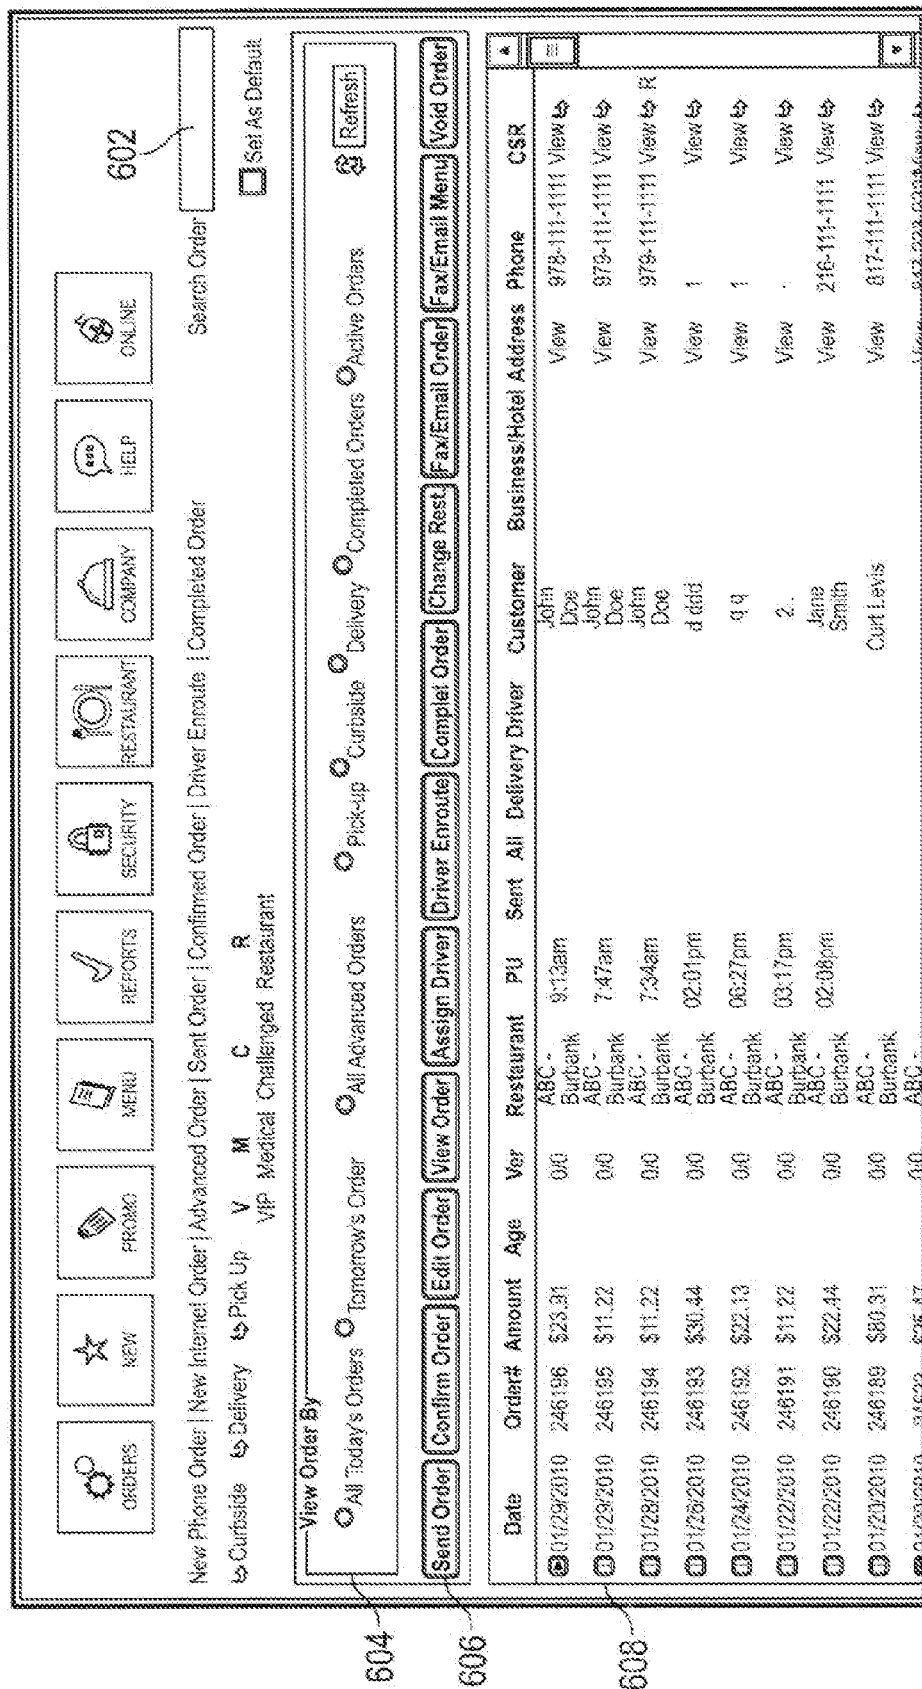 602
ORDERS NEW PROMO MENU REPORTS SECURITY RESTAURANT COMPANY HELP ONLINE
New Phone Order | New Internet Order | Advanced Order | Sent Order | Confirmed Order | Driver Enroute | Completed Order
Search Order
Curbside Delivery Pick Up V M C R
VIP Medical Challenged Restaurant
Set As Default
View Order By
604
All Today's Orders Tomorrow's Order All Advanced Orders Pick-up Curbside Delivery Completed Orders Active Orders Refresh
606
Send Order Confirm Order Edit Order View Order Assign Driver Driver Enroute Complet Order Change Rest. Fax/Email Order Fax/Email Menu Void Order
Date Order# Amount Age Ver Restaurant PU Sent All Delivery Driver Customer Business/Hotel Address Phone CSR
01/29/2010 246196 $23.91 0/0 ABC - Burbank 9:13am John Doe View 978-111-1111 View
01/29/2010 246195 $11.22 0/0 ABC - Burbank 7:47am John Doe View 979-111-1111 View
608
01/28/2010 246194 $11.22 0/0 ABC - Burbank 7:34am John Doe View 979-111-1111 View R
01/26/2010 246193 $30.44 0/0 ABC - Burbank 02:01pm d ddd View 1 View
01/24/2010 246192 $22.13 0/0 ABC - Burbank 06:27pm q q View 1 View
01/22/2010 246191 $11.22 0/0 ABC - Burbank 03:17pm 2 . View - View
01/22/2010 246190 $22.44 0/0 ABC - Burbank 02:08pm Jane Smith View 216-111-1111 View
01/20/2010 246189 $80.31 0/0 ABC - Burbank Curt Levis View 817-111-1111 View
0/0 ABC -